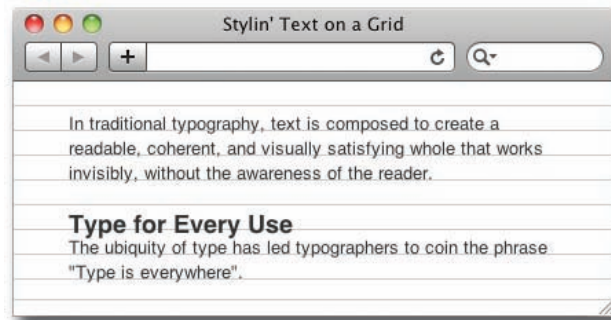 Stylin' Text on a Grid
In traditional typography, text is composed to create a
readable, coherent, and visually satisfying whole that works
invisibly, without the awareness of the reader.
Type for Every Use
The ubiquity of type has led typographers to coin the phrase
"Type is everywhere".